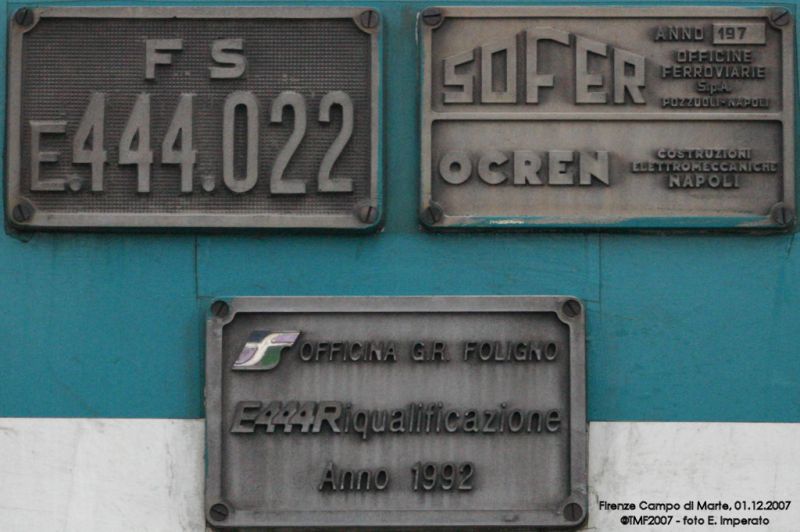 FS
E.444.022
SOFER
ANNO 197
OFFICINE
FERROVIARIE
S.p.A.
POZZUOLI-NAPOLI
OCREN
COSTRUZIONI
ELETTROMECCANICHE
NAPOLI
OFFICINA G.R. FOLIGNO
E444Riqualificazione
Anno 1992
Firenze Campo di Marte, 01.12.2007
©TMF2007 - foto E. Imperato